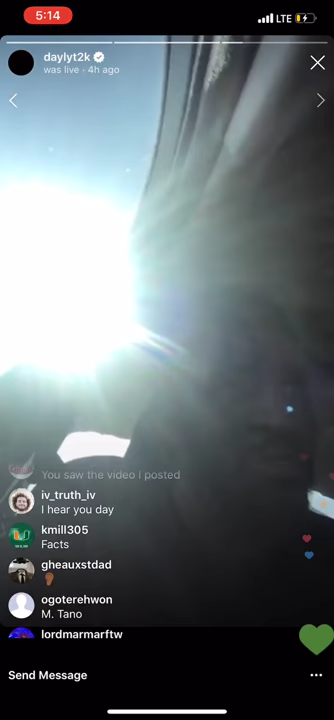 5:14
LTE
daylyt2k
was live · 4h ago
You saw the video I posted
iv_truth_iv
I hear you day
kmill305
Facts
gheauxstdad
ogoterehwon
M. Tano
lordmarmarftw
Send Message